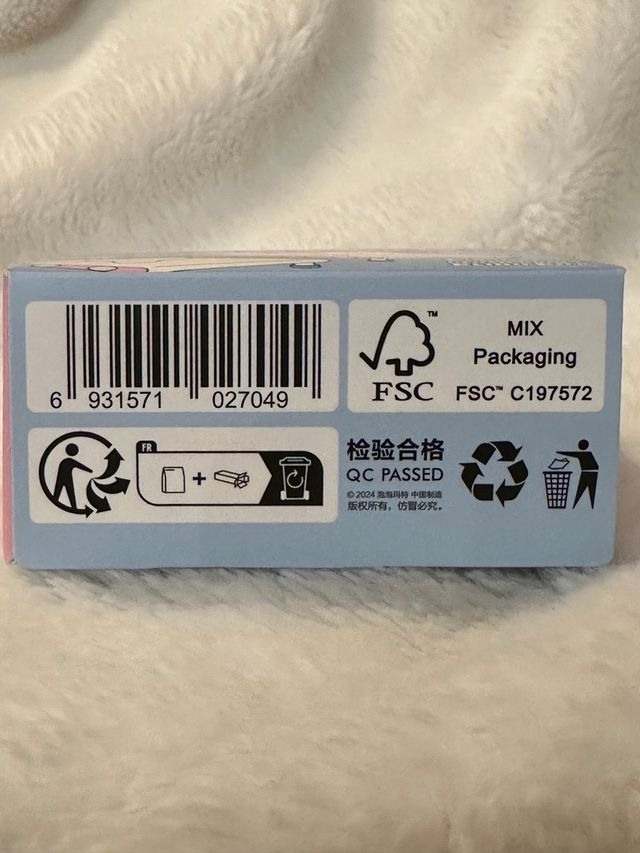 6 931571 027049
FSC™
MIX
Packaging
FSC™ C197572
FR
+
检验合格
QC PASSED
© 2024 泡泡玛特 中国制造
版权所有，仿冒必究。